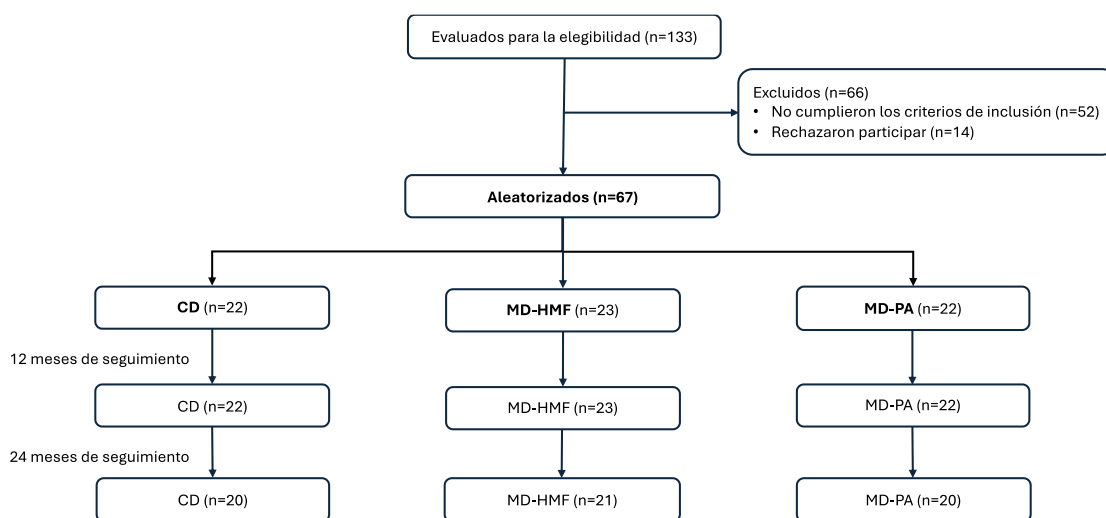 Evaluados para la elegibilidad (n=133)
Excluidos (n=66)
• No cumplieron los criterios de inclusión (n=52)
• Rechazaron participar (n=14)
Aleatorizados (n=67)
CD (n=22)
MD-HMF (n=23)
MD-PA (n=22)
12 meses de seguimiento
CD (n=22)
MD-HMF (n=23)
MD-PA (n=22)
24 meses de seguimiento
CD (n=20)
MD-HMF (n=21)
MD-PA (n=20)